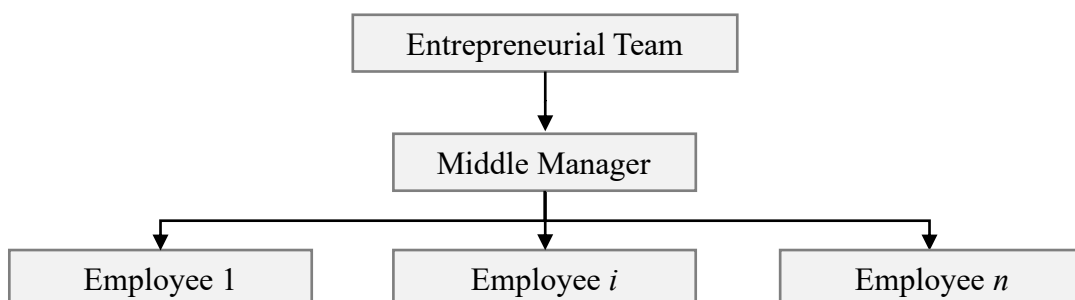 Entrepreneurial Team
Middle Manager
Employee 1
Employee i
Employee n